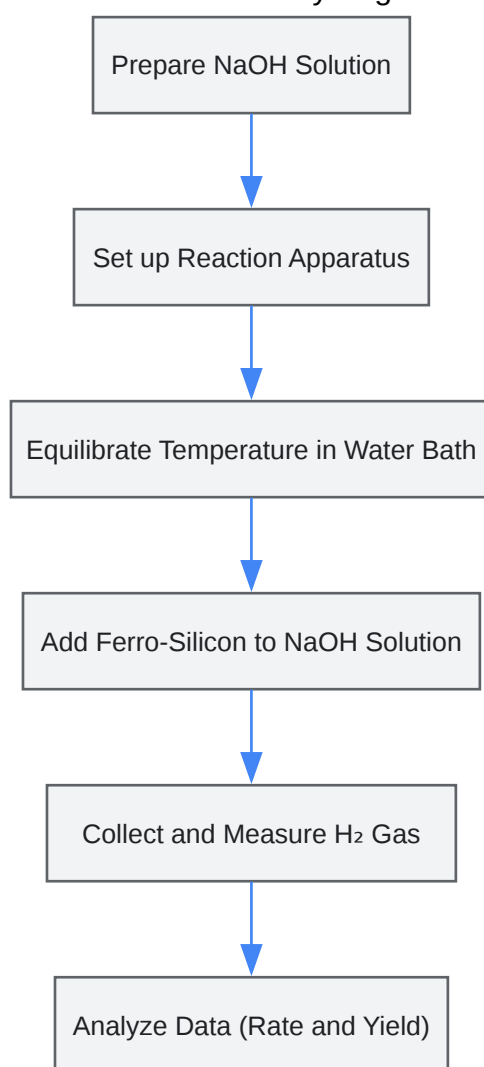 Prepare NaOH Solution
Set up Reaction Apparatus
Equilibrate Temperature in Water Bath
Add Ferro-Silicon to NaOH Solution
Collect and Measure H₂ Gas
Analyze Data (Rate and Yield)